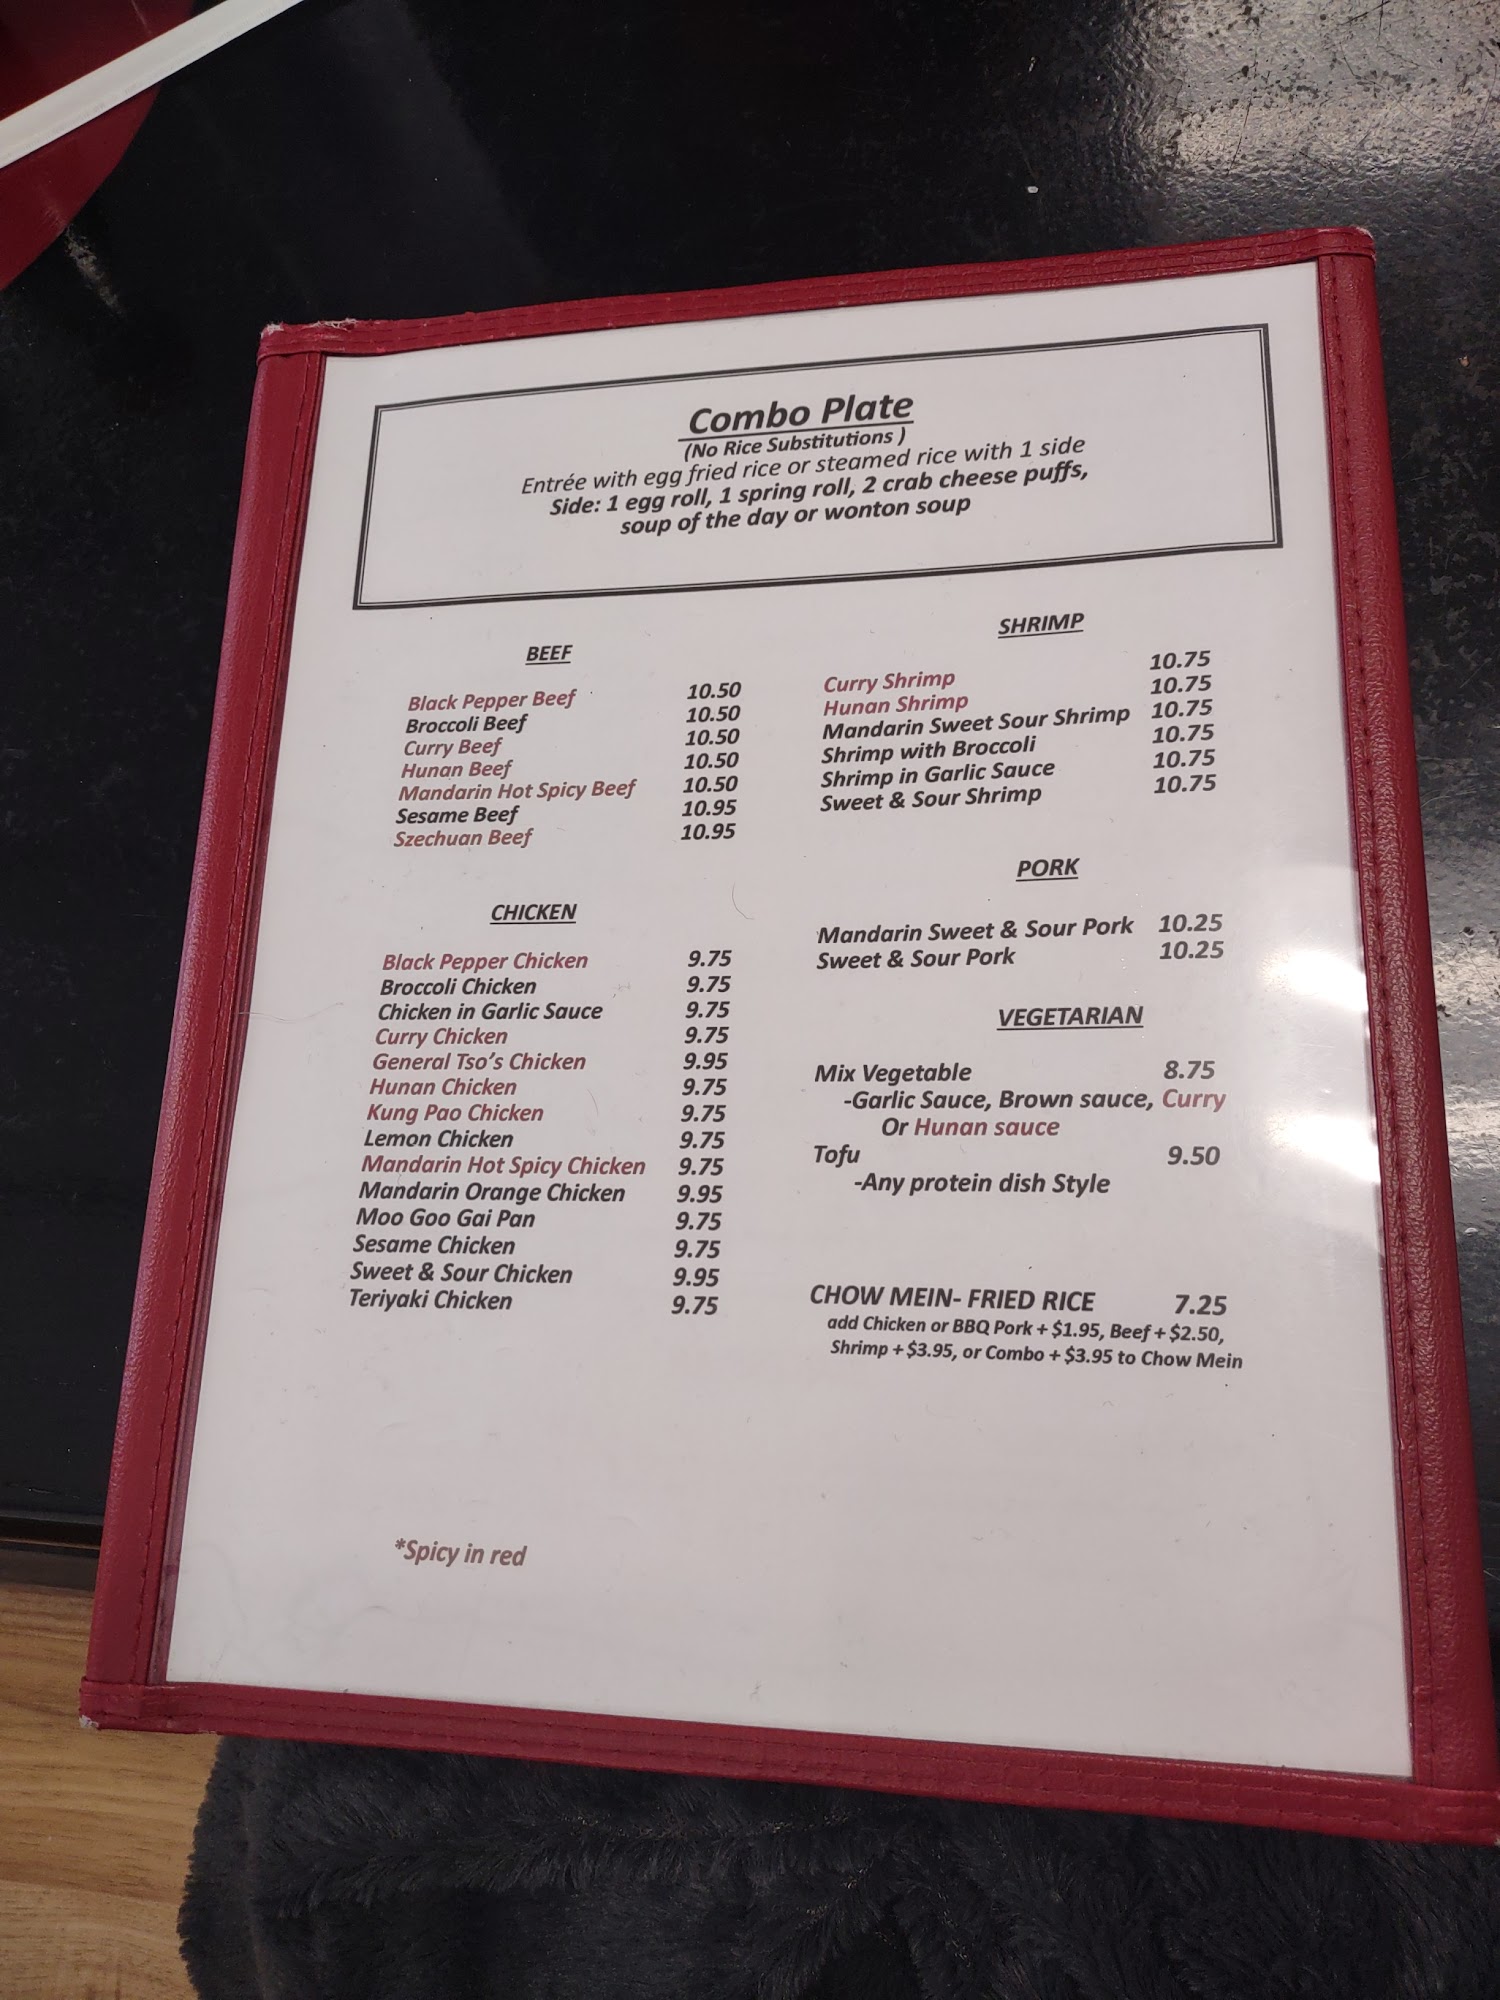 Combo Plate
(No Rice Substitutions )
Entrée with egg fried rice or steamed rice with 1 side
Side: 1 egg roll, 1 spring roll, 2 crab cheese puffs,
soup of the day or wonton soup
BEEF
Black Pepper Beef 10.50
Broccoli Beef 10.50
Curry Beef 10.50
Hunan Beef 10.50
Mandarin Hot Spicy Beef 10.50
Sesame Beef 10.95
Szechuan Beef 10.95
CHICKEN
Black Pepper Chicken 9.75
Broccoli Chicken 9.75
Chicken in Garlic Sauce 9.75
Curry Chicken 9.75
General Tso's Chicken 9.95
Hunan Chicken 9.75
Kung Pao Chicken 9.75
Lemon Chicken 9.75
Mandarin Hot Spicy Chicken 9.75
Mandarin Orange Chicken 9.95
Moo Goo Gai Pan 9.75
Sesame Chicken 9.75
Sweet & Sour Chicken 9.95
Teriyaki Chicken 9.75
*Spicy in red
SHRIMP
Curry Shrimp 10.75
Hunan Shrimp 10.75
Mandarin Sweet Sour Shrimp 10.75
Shrimp with Broccoli 10.75
Shrimp in Garlic Sauce 10.75
Sweet & Sour Shrimp 10.75
PORK
Mandarin Sweet & Sour Pork 10.25
Sweet & Sour Pork 10.25
VEGETARIAN
Mix Vegetable 8.75
-Garlic Sauce, Brown sauce, Curry
Or Hunan sauce
Tofu 9.50
-Any protein dish Style
CHOW MEIN- FRIED RICE 7.25
add Chicken or BBQ Pork + $1.95, Beef + $2.50,
Shrimp + $3.95, or Combo + $3.95 to Chow Mein